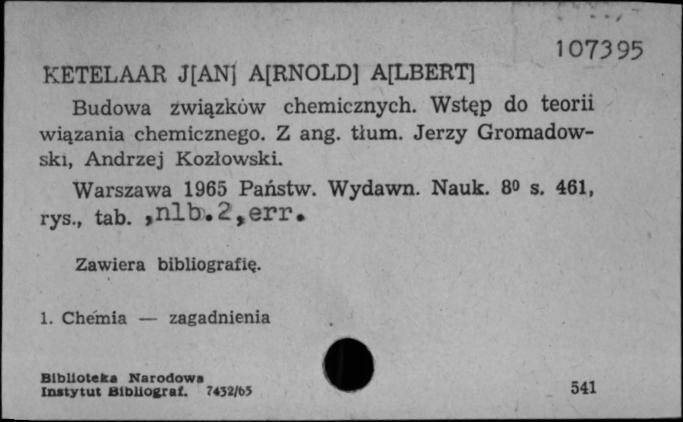 107395
KETELAAR J[AN] A[RNOLD] A[LBERT]
Budowa związków chemicznych. Wstęp do teorii
wiązania chemicznego. Z ang. tłum. Jerzy Gromadow-
ski, Andrzej Kozłowski.
Warszawa 1965 Państw. Wydawn. Nauk. 8⁰ s. 461,
rys., tab. ,nlb.2,err.
Zawiera bibliografię.
1. Chemia — zagadnienia
Biblioteka Narodowa
Instytut Bibliograf. 7452/65
541